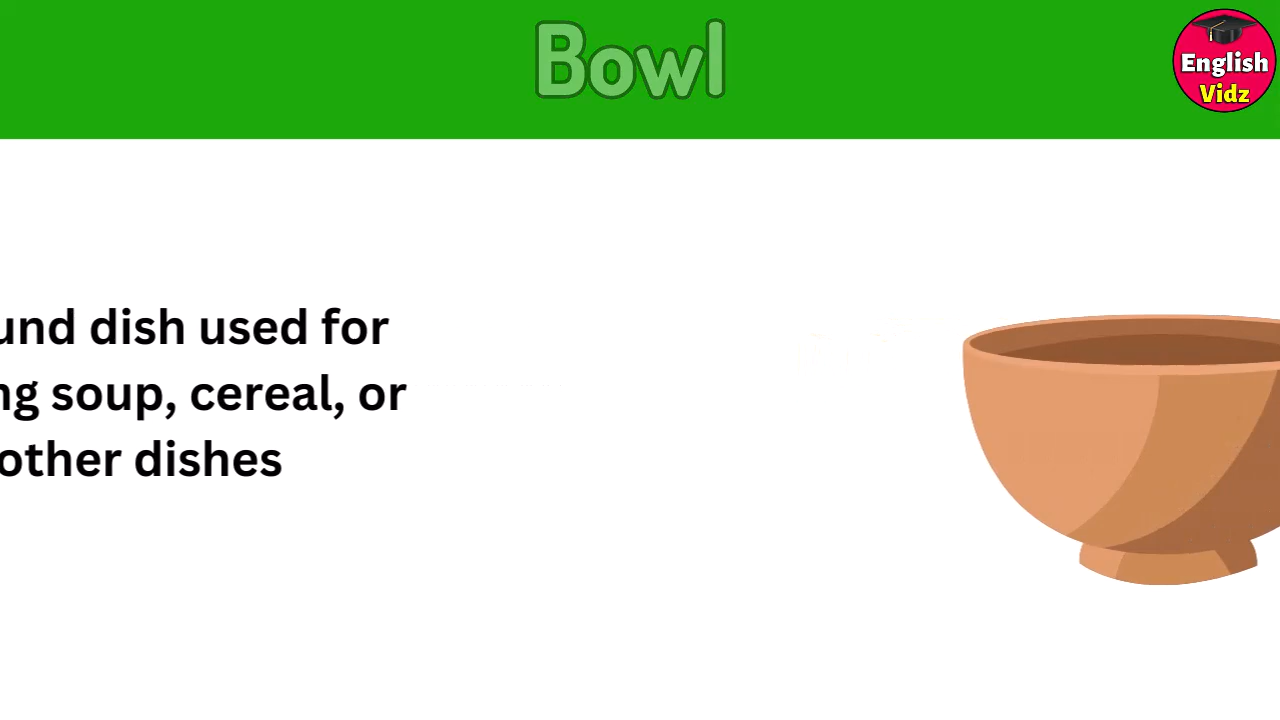 Bowl
English
Vidz
und dish used for
ng soup, cereal, or
other dishes